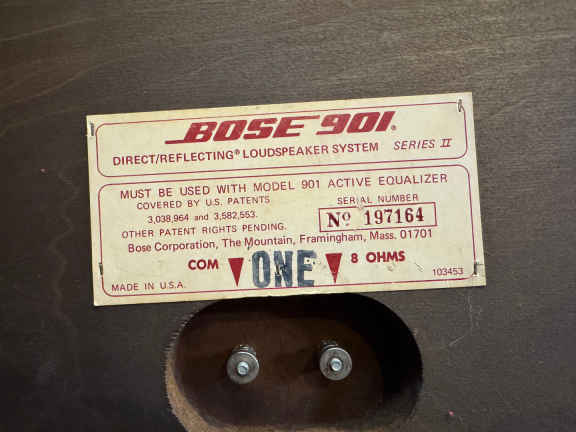 BOSE 901®
DIRECT/REFLECTING® LOUDSPEAKER SYSTEM SERIES II
MUST BE USED WITH MODEL 901 ACTIVE EQUALIZER
COVERED BY U.S. PATENTS
3,038,964 and 3,582,553.
OTHER PATENT RIGHTS PENDING.
SERIAL NUMBER
Nº 197164
Bose Corporation, The Mountain, Framingham, Mass. 01701
COM ONE 8 OHMS
MADE IN U.S.A. 103453